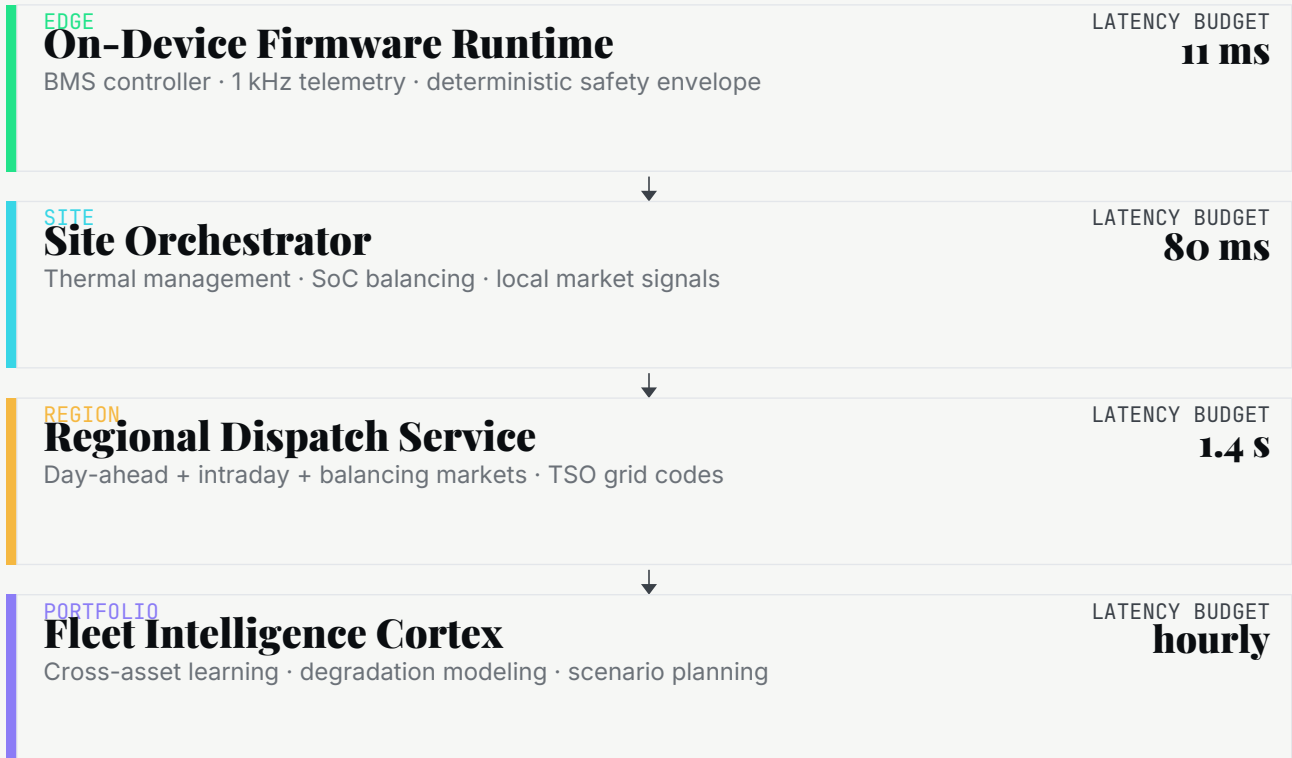 EDGE
On-Device Firmware Runtime
BMS controller · 1 kHz telemetry · deterministic safety envelope
LATENCY BUDGET
11 ms
SITE
Site Orchestrator
Thermal management · SoC balancing · local market signals
LATENCY BUDGET
80 ms
REGION
Regional Dispatch Service
Day-ahead + intraday + balancing markets · TSO grid codes
LATENCY BUDGET
1.4 s
PORTFOLIO
Fleet Intelligence Cortex
Cross-asset learning · degradation modeling · scenario planning
LATENCY BUDGET
hourly